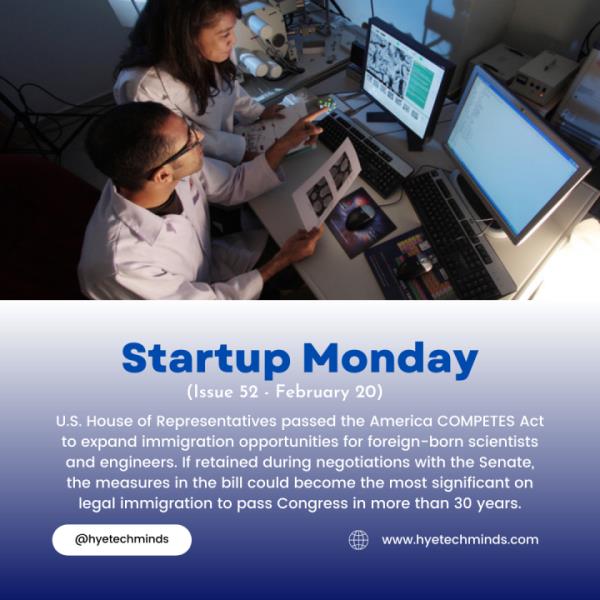 Startup Monday
(Issue 52 - February 20)
U.S. House of Representatives passed the America COMPETES Act
to expand immigration opportunities for foreign-born scientists
and engineers. If retained during negotiations with the Senate,
the measures in the bill could become the most significant on
legal immigration to pass Congress in more than 30 years.
@hyetechminds
www.hyetechminds.com